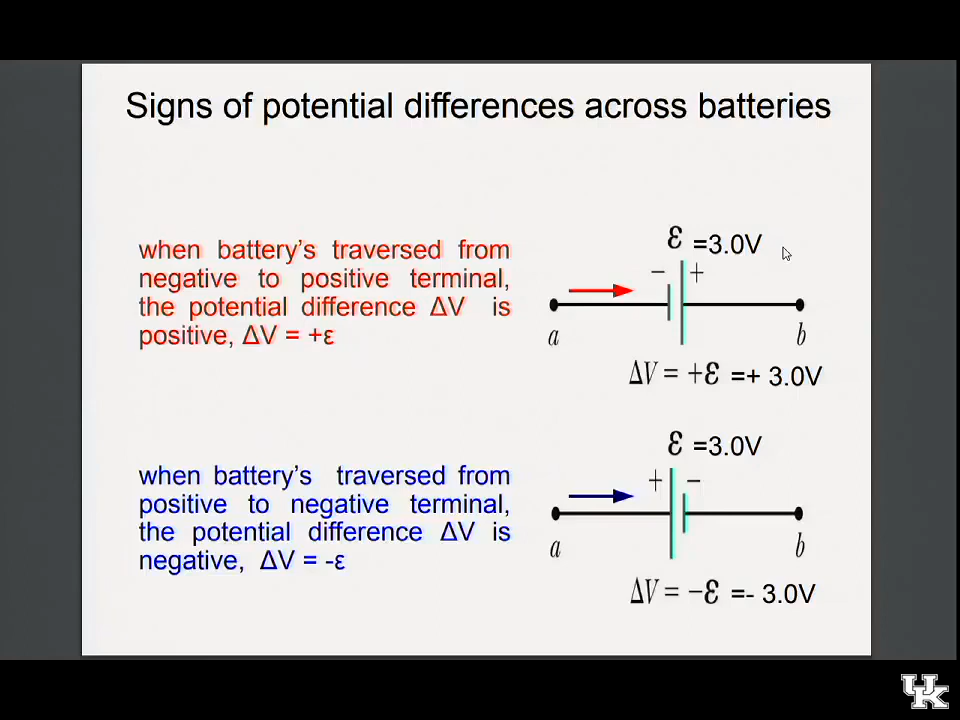 Signs of potential differences across batteries
when battery's traversed from
negative to positive terminal,
the potential difference ΔV is
positive, ΔV = +ε
ε =3.0V
− +
a b
ΔV = +ε =+ 3.0V
when battery's traversed from
positive to negative terminal,
the potential difference ΔV is
negative, ΔV = -ε
ε =3.0V
+ −
a b
ΔV = −ε =- 3.0V
UK